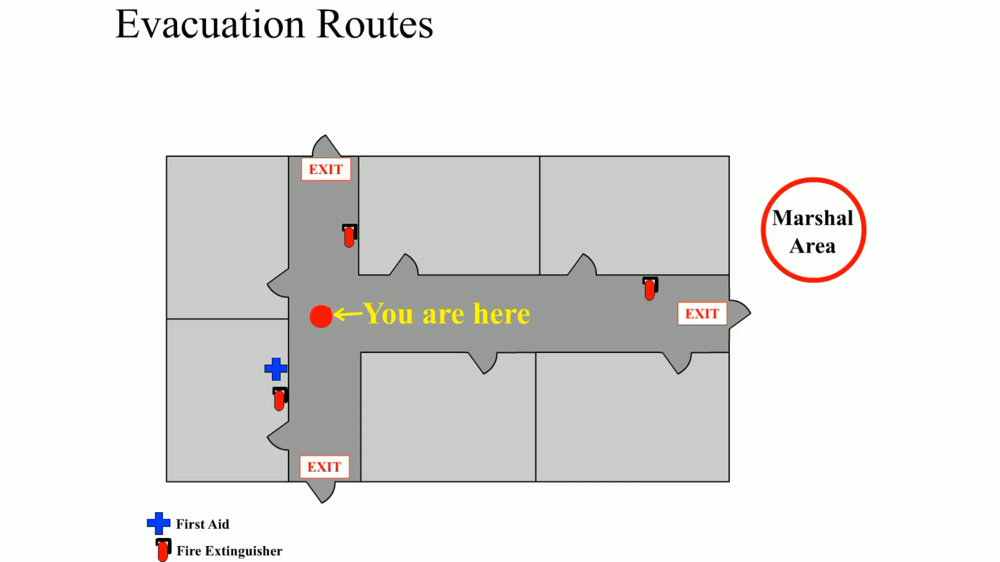 Evacuation Routes
EXIT
Marshal
Area
You are here
EXIT
EXIT
First Aid
Fire Extinguisher